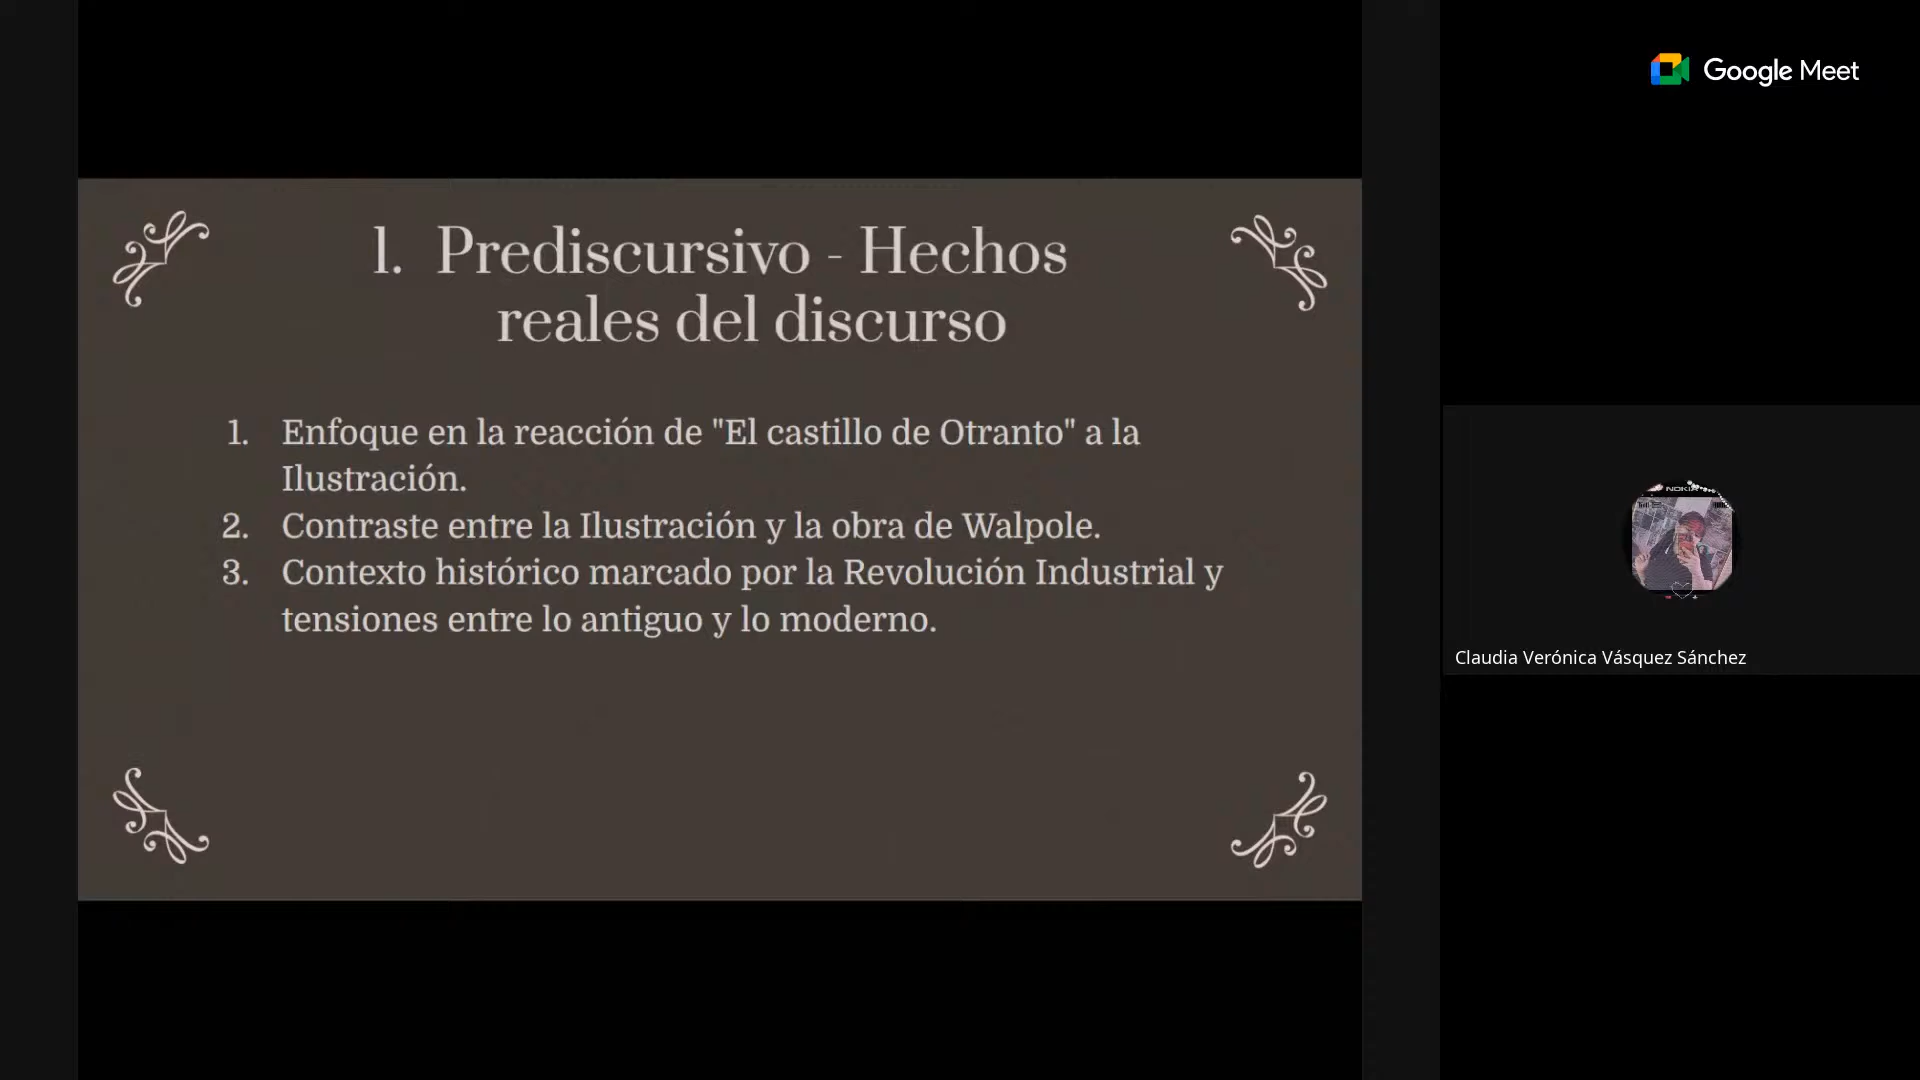 Google Meet
1. Prediscursivo - Hechos
reales del discurso
1. Enfoque en la reacción de "El castillo de Otranto" a la
Ilustración.
2. Contraste entre la Ilustración y la obra de Walpole.
3. Contexto histórico marcado por la Revolución Industrial y
tensiones entre lo antiguo y lo moderno.
NOKIA
Claudia Verónica Vásquez Sánchez